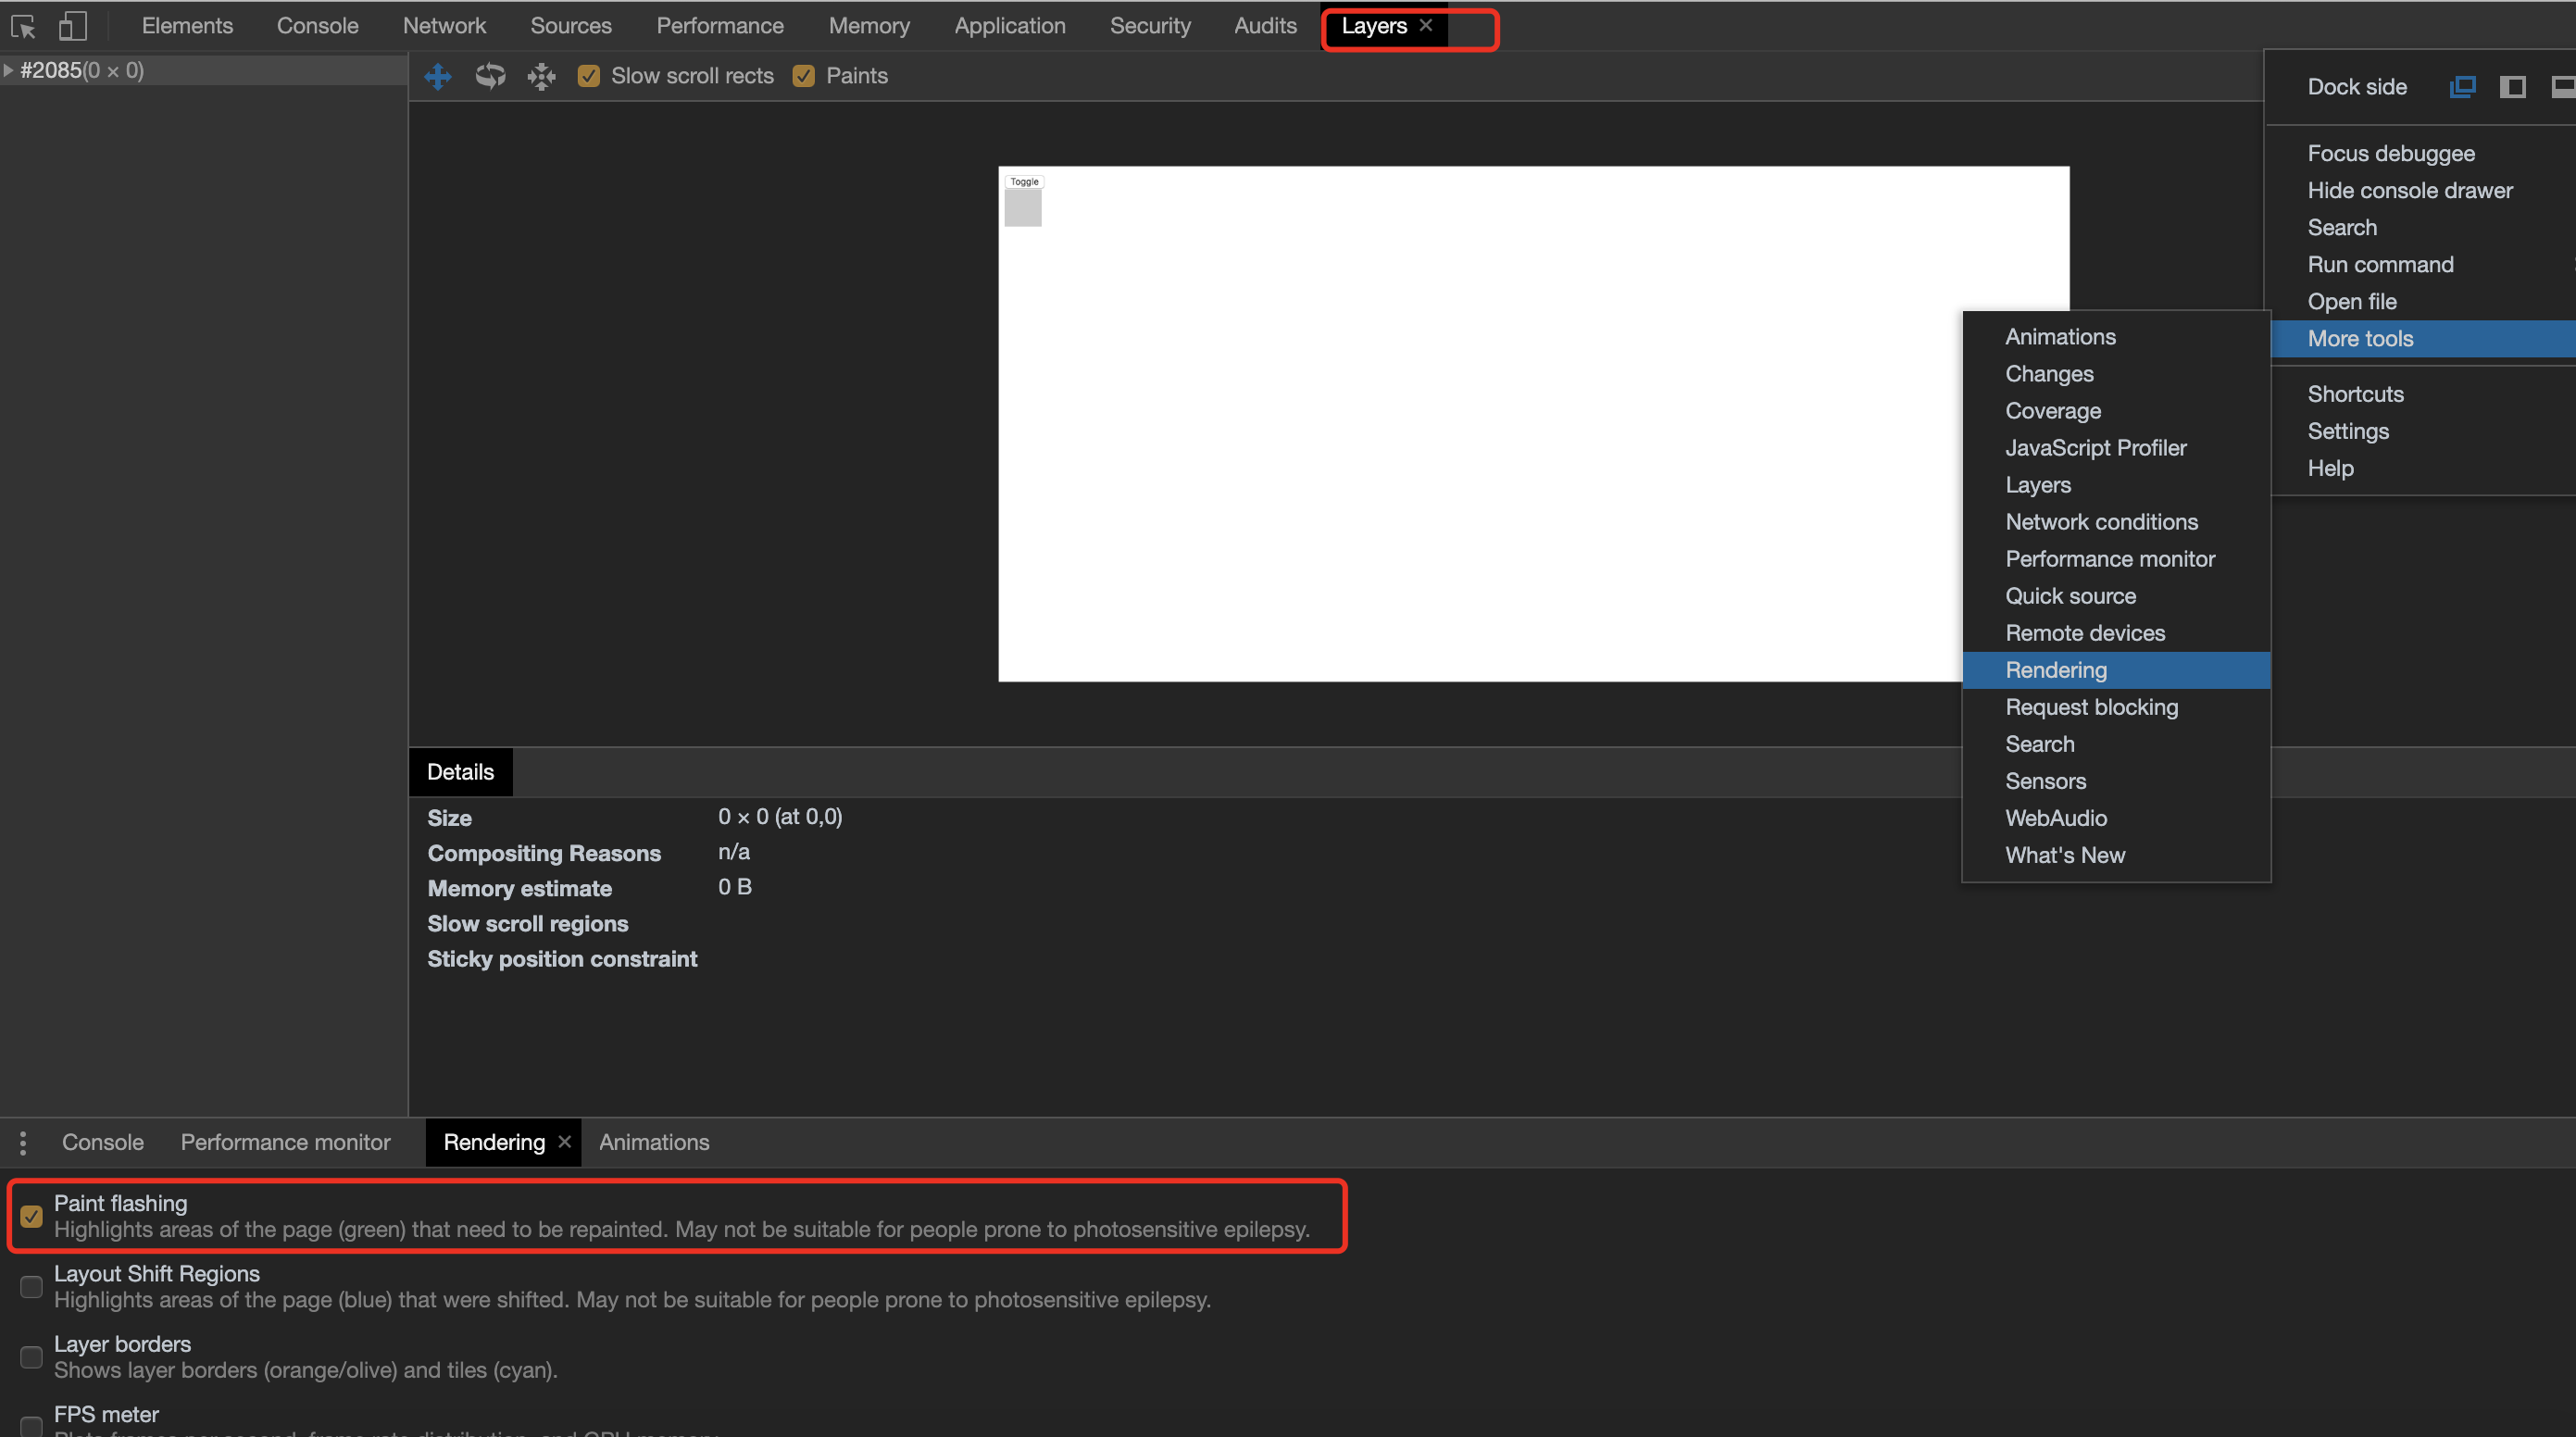 Elements Console Network Sources Performance Memory Application Security Audits Layers
#2085(0 × 0)
Slow scroll rects Paints
Toggle
Dock side
Focus debuggee
Hide console drawer
Search
Run command
Open file
More tools
Shortcuts
Settings
Help
Animations
Changes
Coverage
JavaScript Profiler
Layers
Network conditions
Performance monitor
Quick source
Remote devices
Rendering
Request blocking
Search
Sensors
WebAudio
What's New
Details
Size 0 × 0 (at 0,0)
Compositing Reasons n/a
Memory estimate 0 B
Slow scroll regions
Sticky position constraint
Console Performance monitor Rendering Animations
Paint flashing
Highlights areas of the page (green) that need to be repainted. May not be suitable for people prone to photosensitive epilepsy.
Layout Shift Regions
Highlights areas of the page (blue) that were shifted. May not be suitable for people prone to photosensitive epilepsy.
Layer borders
Shows layer borders (orange/olive) and tiles (cyan).
FPS meter